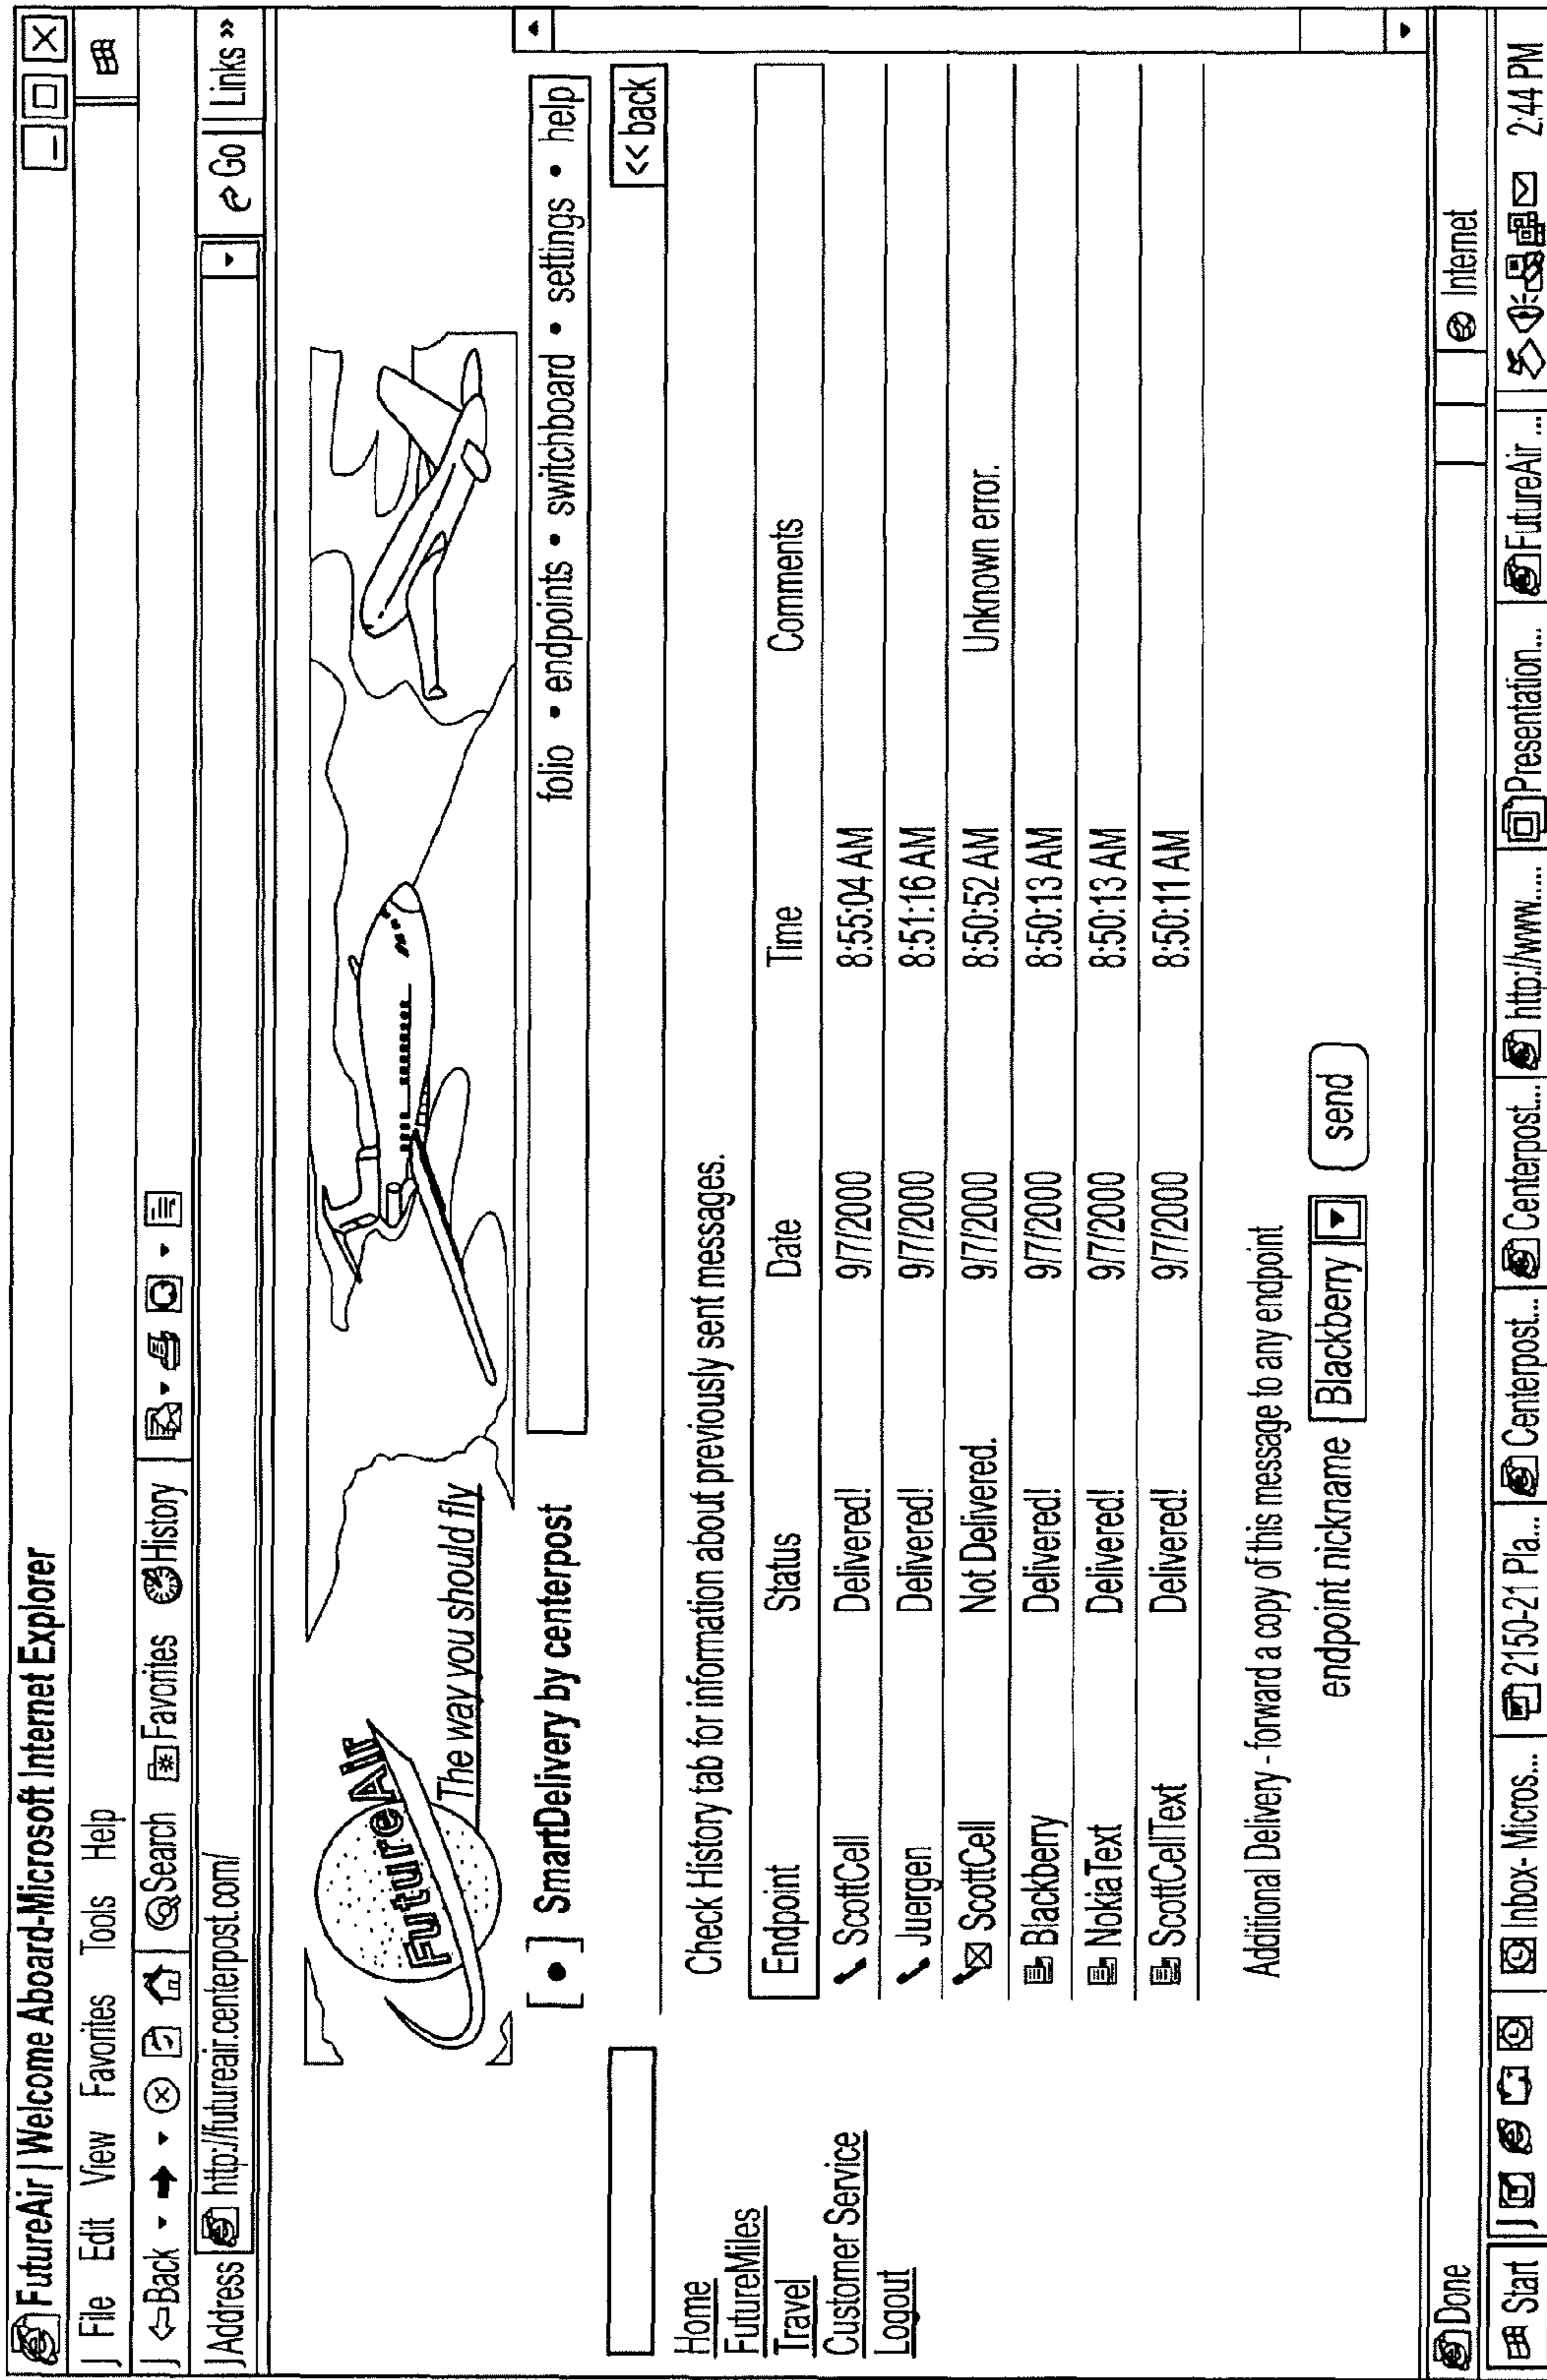 FutureAir | Welcome Aboard-Microsoft Internet Explorer
File Edit View Favorites Tools Help
Back Search Favorites History
Address http://futureair.centerpost.com/ Go Links »
FutureAir
The way you should fly
[ • ] SmartDelivery by centerpost
folio • endpoints • switchboard • settings • help
<< back
Home
FutureMiles
Travel
Customer Service
Logout
Check History tab for information about previously sent messages.
Endpoint Status Date Time Comments
ScottCell Delivered! 9/7/2000 8:55:04 AM
Juergen Delivered! 9/7/2000 8:51:16 AM
ScottCell Not Delivered. 9/7/2000 8:50:52 AM Unknown error.
Blackberry Delivered! 9/7/2000 8:50:13 AM
NokiaText Delivered! 9/7/2000 8:50:13 AM
ScottCellText Delivered! 9/7/2000 8:50:11 AM
Additional Delivery - forward a copy of this message to any endpoint
endpoint nickname Blackberry send
Done Internet
Start Inbox- Micros... 2150-21 Pla... Centerpost... Centerpost... http://www.... Presentation... FutureAir ... 2:44 PM